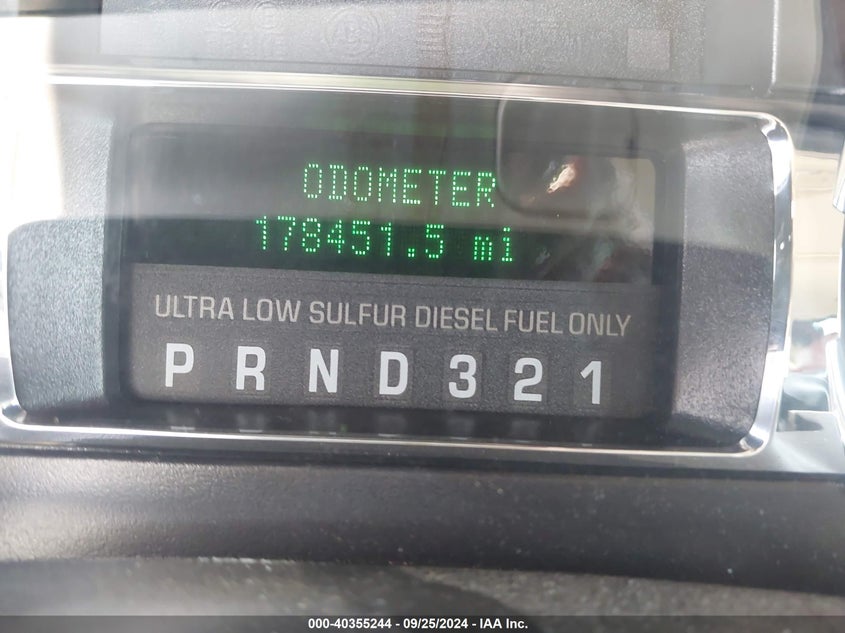 ODOMETER
178451.5 mi
ULTRA LOW SULFUR DIESEL FUEL ONLY
P R N D 3 2 1
000-40355244 - 09/25/2024 - IAA Inc.